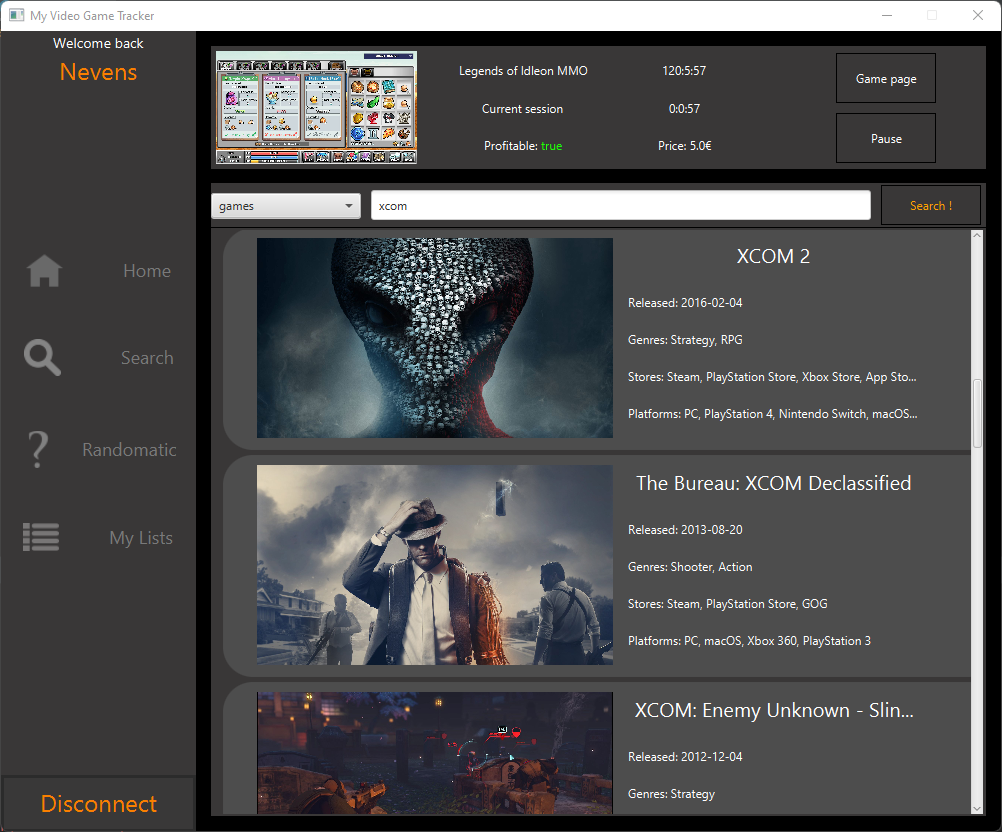 My Video Game Tracker
Welcome back
Nevens
Home
Search
Randomatic
My Lists
Disconnect
Legends of Idleon MMO 120:5:57
Current session 0:0:57
Profitable: true Price: 5.0€
Game page
Pause
games
xcom
Search !
XCOM 2
Released: 2016-02-04
Genres: Strategy, RPG
Stores: Steam, PlayStation Store, Xbox Store, App Sto...
Platforms: PC, PlayStation 4, Nintendo Switch, macOS...
The Bureau: XCOM Declassified
Released: 2013-08-20
Genres: Shooter, Action
Stores: Steam, PlayStation Store, GOG
Platforms: PC, macOS, Xbox 360, PlayStation 3
XCOM: Enemy Unknown - Slin...
Released: 2012-12-04
Genres: Strategy